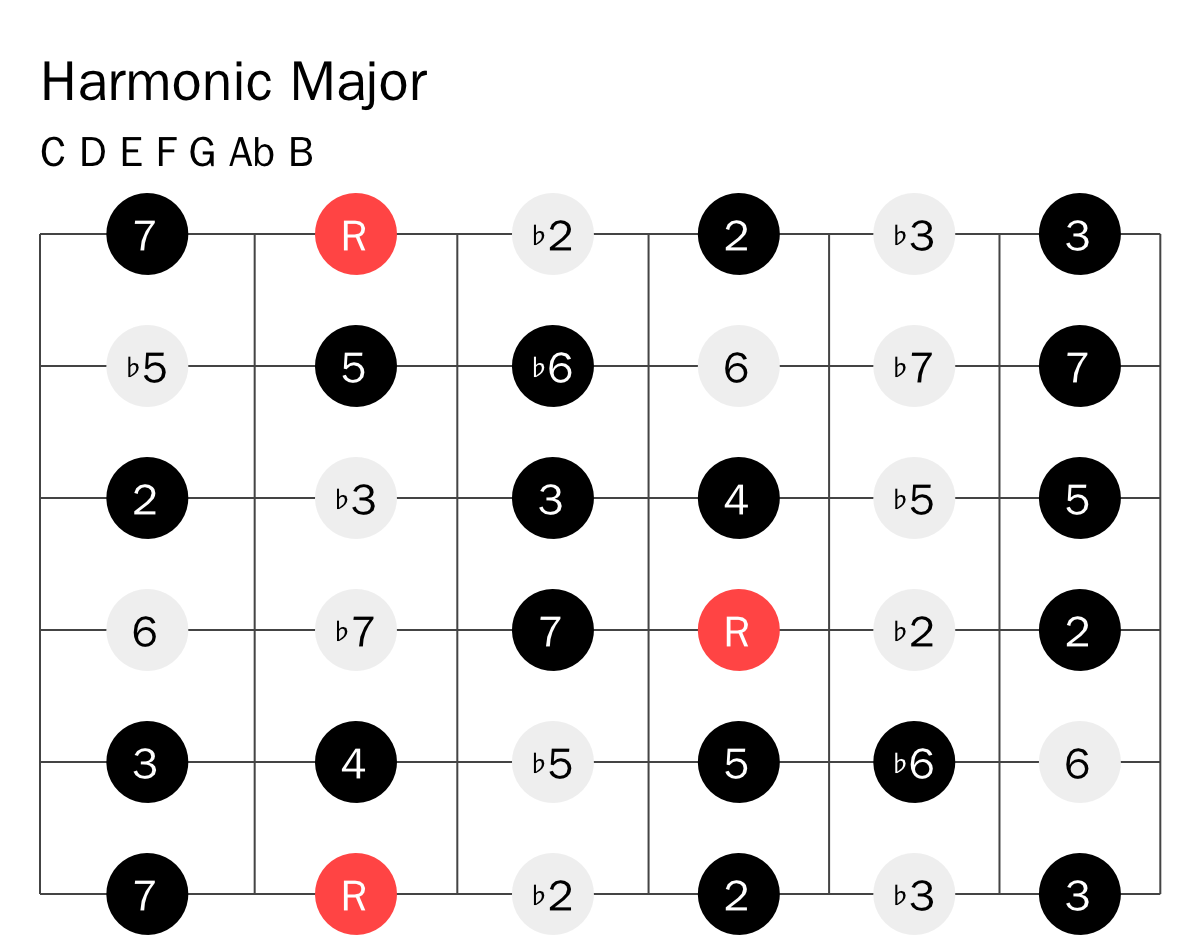 Harmonic Major
C D E F G Ab B
7 R ♭2 2 ♭3 3
♭5 5 ♭6 6 ♭7 7
2 ♭3 3 4 ♭5 5
6 ♭7 7 R ♭2 2
3 4 ♭5 5 ♭6 6
7 R ♭2 2 ♭3 3